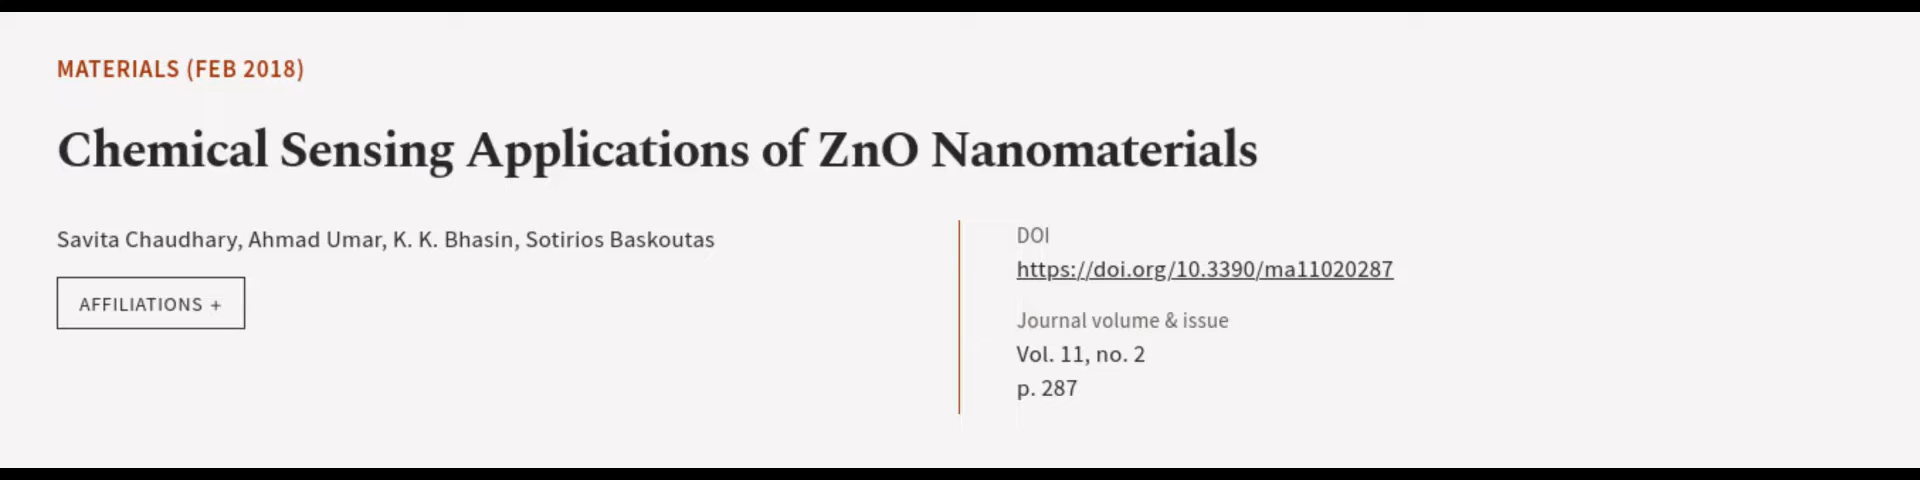 MATERIALS (FEB 2018)
Chemical Sensing Applications of ZnO Nanomaterials
Savita Chaudhary, Ahmad Umar, K. K. Bhasin, Sotirios Baskoutas
AFFILIATIONS +
DOI
https://doi.org/10.3390/ma11020287
Journal volume & issue
Vol. 11, no. 2
p. 287